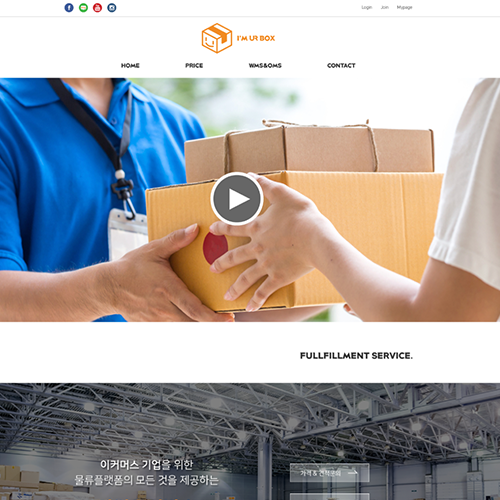 Login Join Mypage
I'M UR BOX
HOME PRICE WMS&OMS CONTACT
FULLFILLMENT SERVICE.
이커머스 기업을 위한
물류플랫폼의 모든 것을 제공하는
가격 & 견적문의